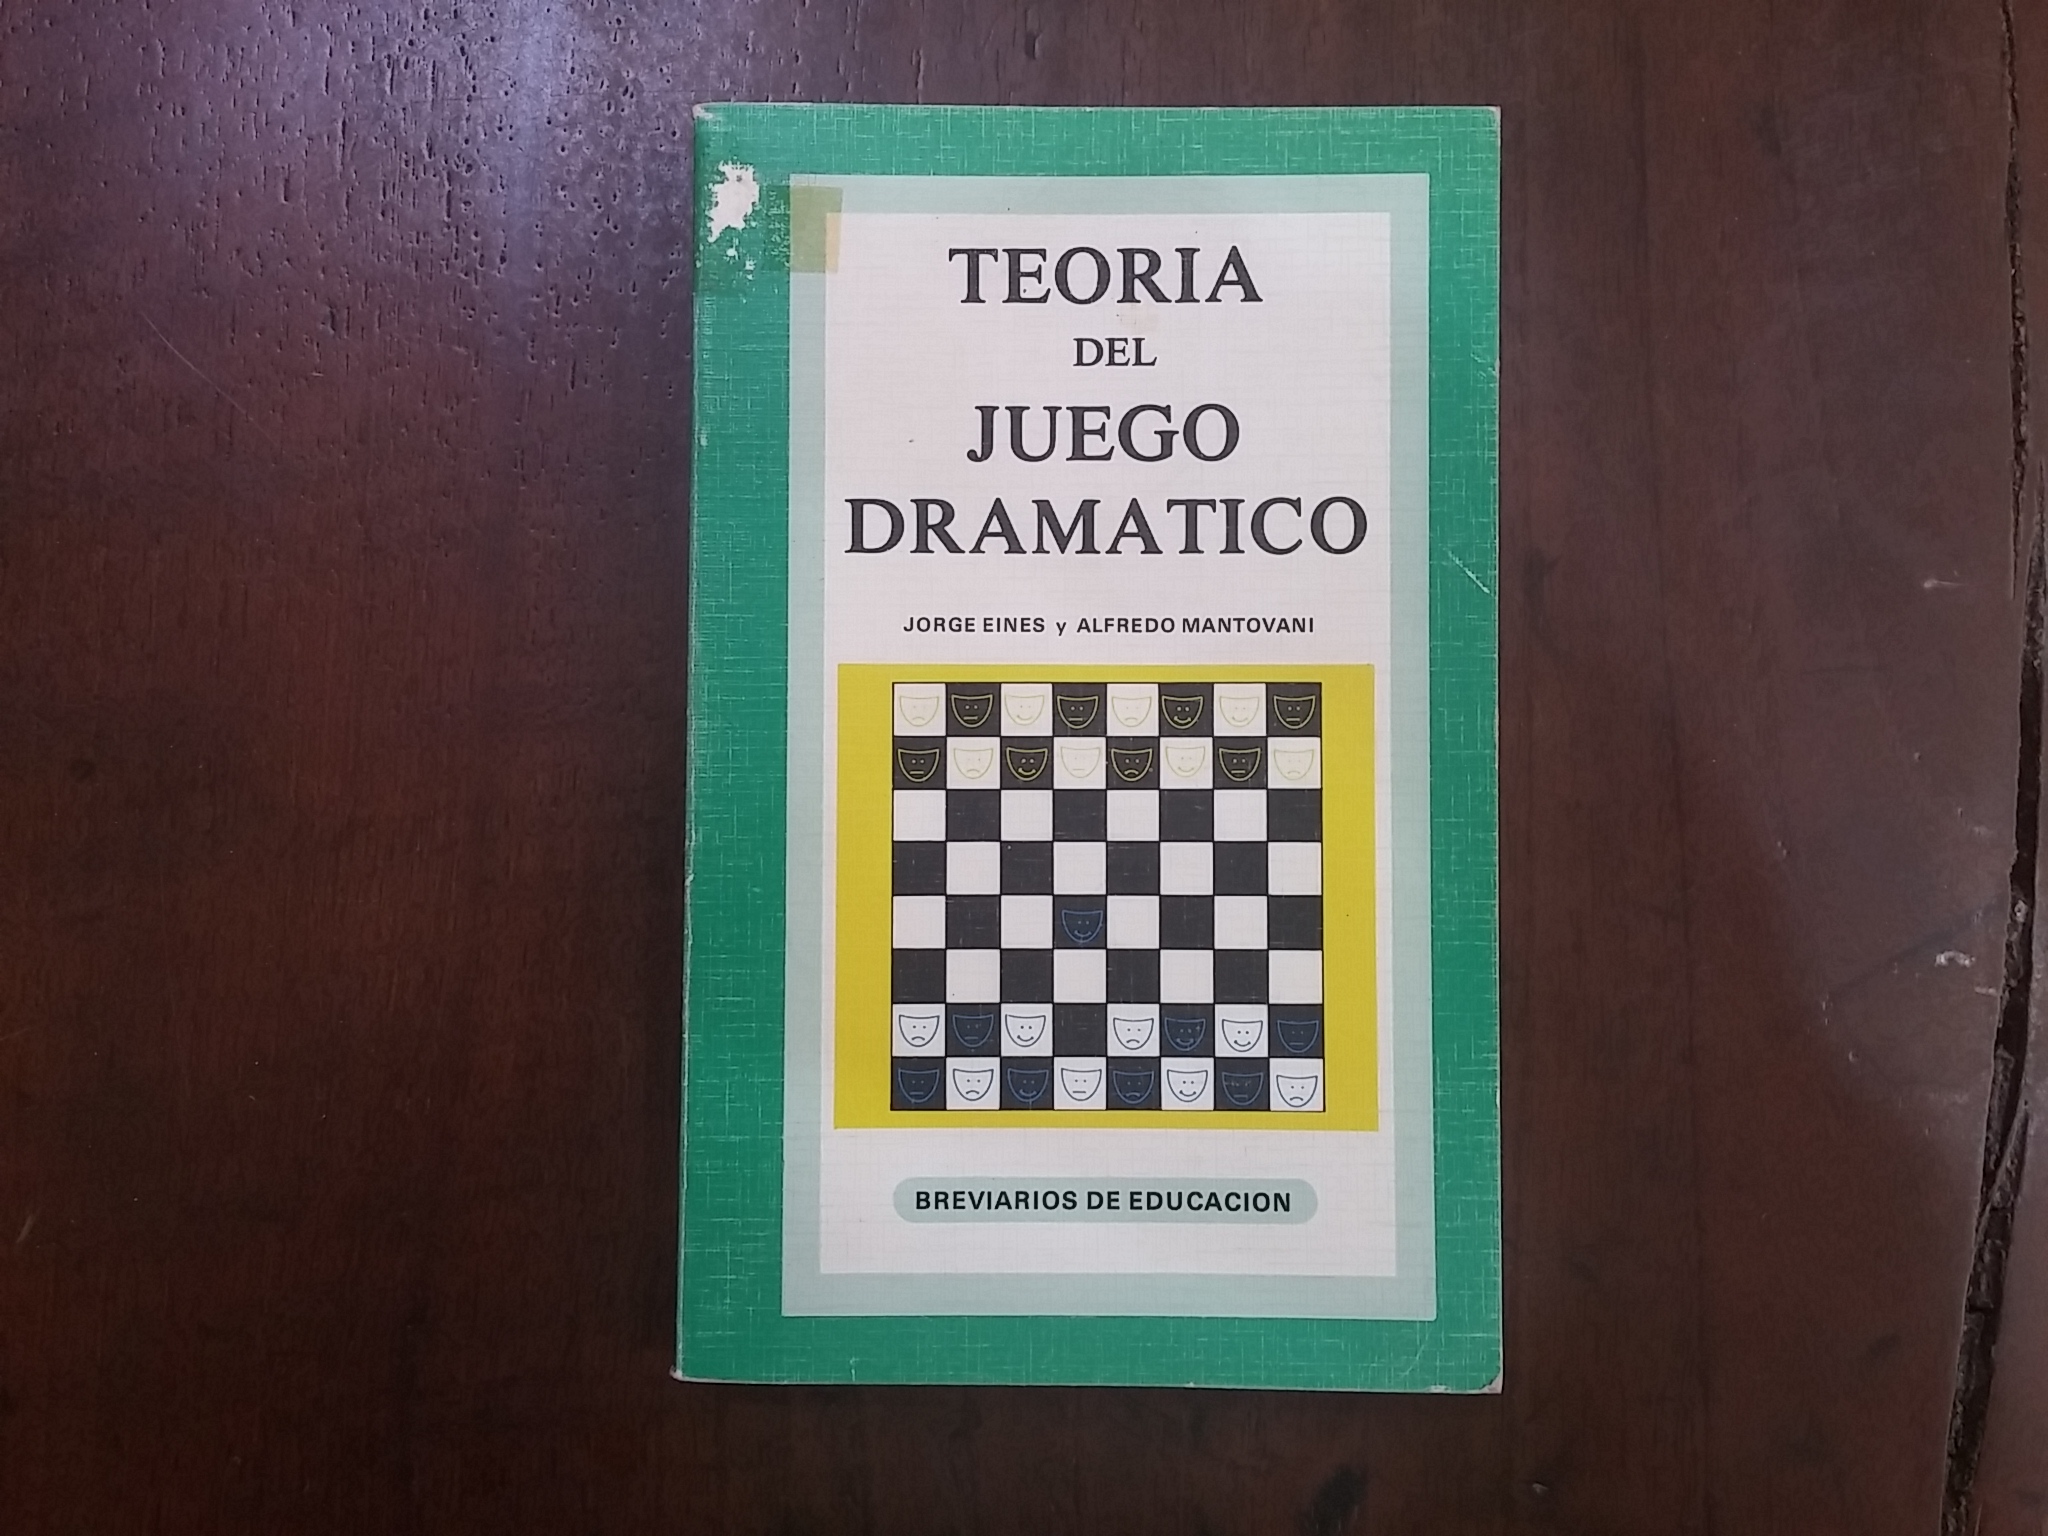 TEORIA
DEL
JUEGO
DRAMATICO
JORGE EINES y ALFREDO MANTOVANI
BREVIARIOS DE EDUCACION